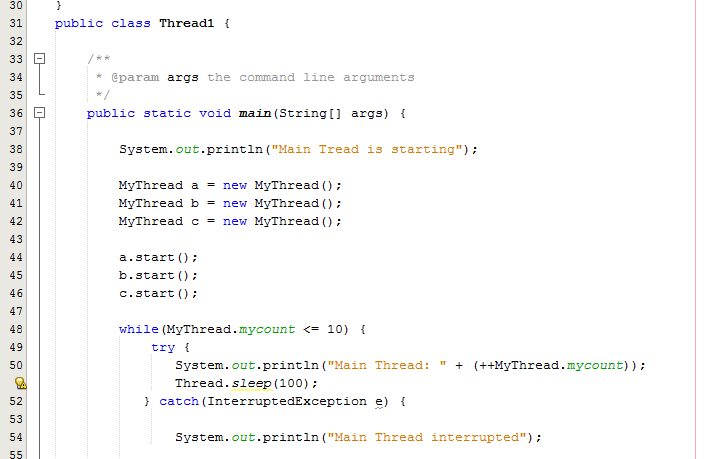 30 }
31 public class Thread1 {
32
33 /**
34 * @param args the command line arguments
35 */
36 public static void main(String[] args) {
37
38 System.out.println("Main Tread is starting");
39
40 MyThread a = new MyThread();
41 MyThread b = new MyThread();
42 MyThread c = new MyThread();
43
44 a.start();
45 b.start();
46 c.start();
47
48 while(MyThread.mycount <= 10) {
49 try {
50 System.out.println("Main Thread: " + (++MyThread.mycount));
Thread.sleep(100);
52 } catch(InterruptedException e) {
53
54 System.out.println("Main Thread interrupted");
55